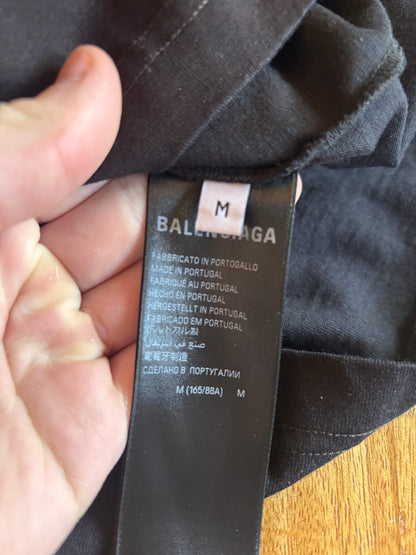 M
BALENCIAGA
FABBRICATO IN PORTOGALLO
MADE IN PORTUGAL
FABRIQUÉ AU PORTUGAL
HECHO EN PORTUGAL
HERGESTELLT IN PORTUGAL
FABRICADO EM PORTUGAL
ポルトガル製
صنع في البرتغال
葡萄牙制造
СДЕЛАНО В ПОРТУГАЛИИ
M (165/88A) M